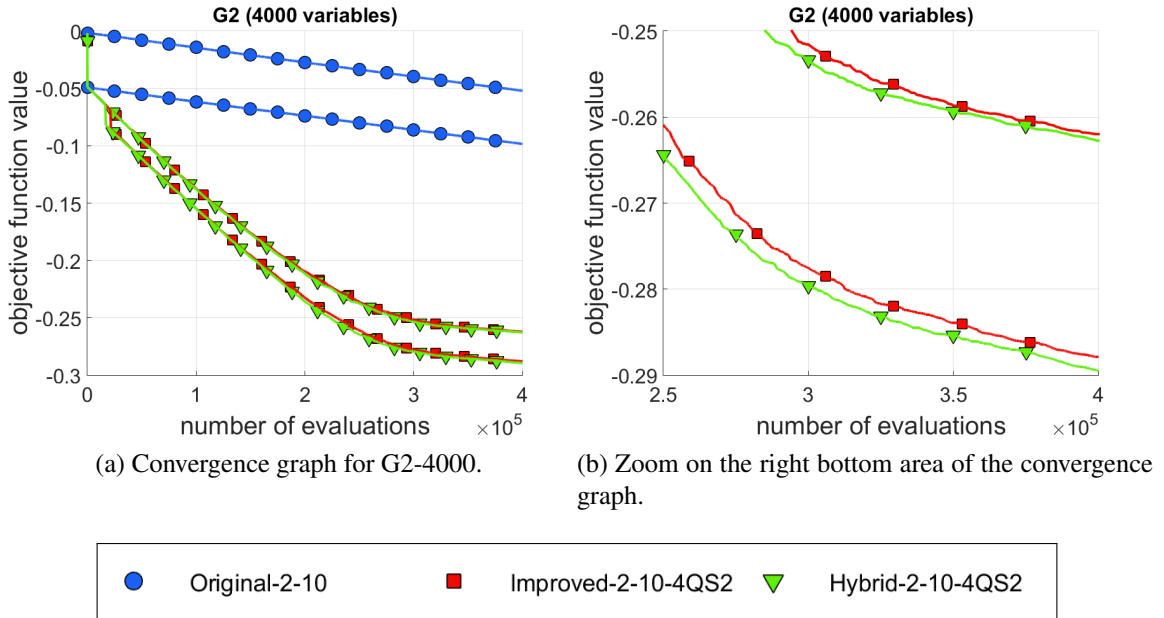 G2 (4000 variables)
0
-0.05
-0.1
-0.15
-0.2
-0.25
-0.3
objective function value
0 1 2 3 4
number of evaluations
×10^5
(a) Convergence graph for G2-4000.
G2 (4000 variables)
-0.25
-0.26
-0.27
-0.28
-0.29
objective function value
2.5 3 3.5 4
number of evaluations
×10^5
(b) Zoom on the right bottom area of the convergence
graph.
Original-2-10 Improved-2-10-4QS2 Hybrid-2-10-4QS2